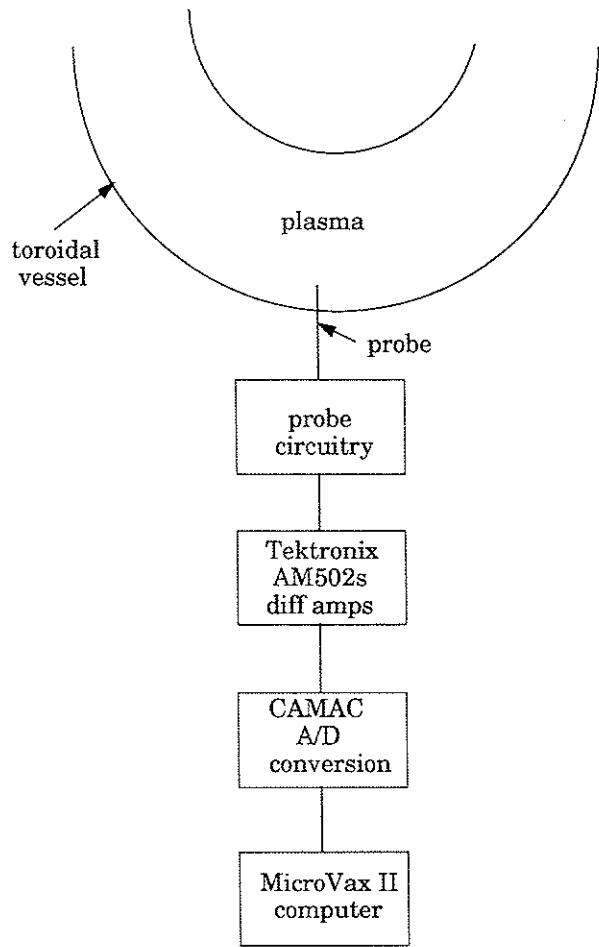 plasma
toroidal
vessel
probe
probe
circuitry
Tektronix
AM502s
diff amps
CAMAC
A/D
conversion
MicroVax II
computer